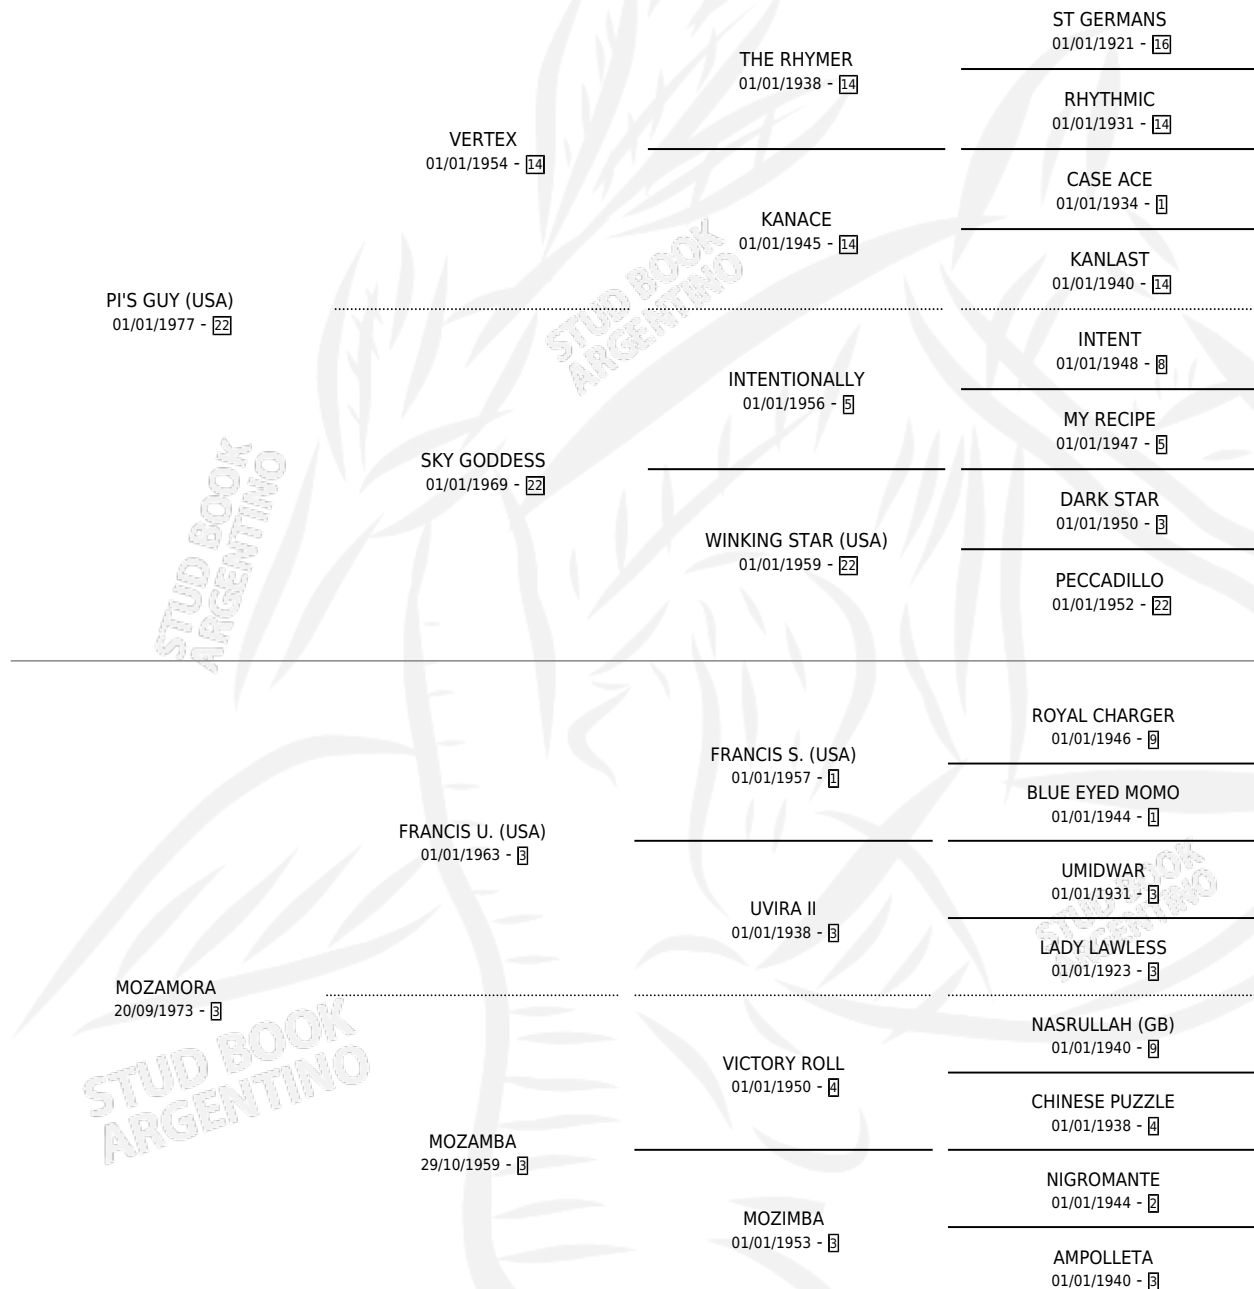 ST GERMANS
01/01/1921 - 16
THE RHYMER
01/01/1938 - 14
RHYTHMIC
01/01/1931 - 14
VERTEX
01/01/1954 - 14
CASE ACE
01/01/1934 - 1
KANACE
01/01/1945 - 14
KANLAST
01/01/1940 - 14
PI'S GUY (USA)
01/01/1977 - 22
INTENT
01/01/1948 - 8
INTENTIONALLY
01/01/1956 - 5
MY RECIPE
01/01/1947 - 5
SKY GODDESS
01/01/1969 - 22
DARK STAR
01/01/1950 - 3
WINKING STAR (USA)
01/01/1959 - 22
PECCADILLO
01/01/1952 - 22
ROYAL CHARGER
01/01/1946 - 9
FRANCIS S. (USA)
01/01/1957 - 1
BLUE EYED MOMO
01/01/1944 - 1
FRANCIS U. (USA)
01/01/1963 - 3
UMIDWAR
01/01/1931 - 3
UVIRA II
01/01/1938 - 3
LADY LAWLESS
01/01/1923 - 3
MOZAMORA
20/09/1973 - 3
NASRULLAH (GB)
01/01/1940 - 9
VICTORY ROLL
01/01/1950 - 4
CHINESE PUZZLE
01/01/1938 - 4
MOZAMBA
29/10/1959 - 3
NIGROMANTE
01/01/1944 - 2
MOZIMBA
01/01/1953 - 3
AMPOLLETA
01/01/1940 - 3
STUD BOOK
ARGENTINO
STUD BOOK
ARGENTINO
STUD BOOK
ARGENTINO
STUD BOOK
ARGENTINO